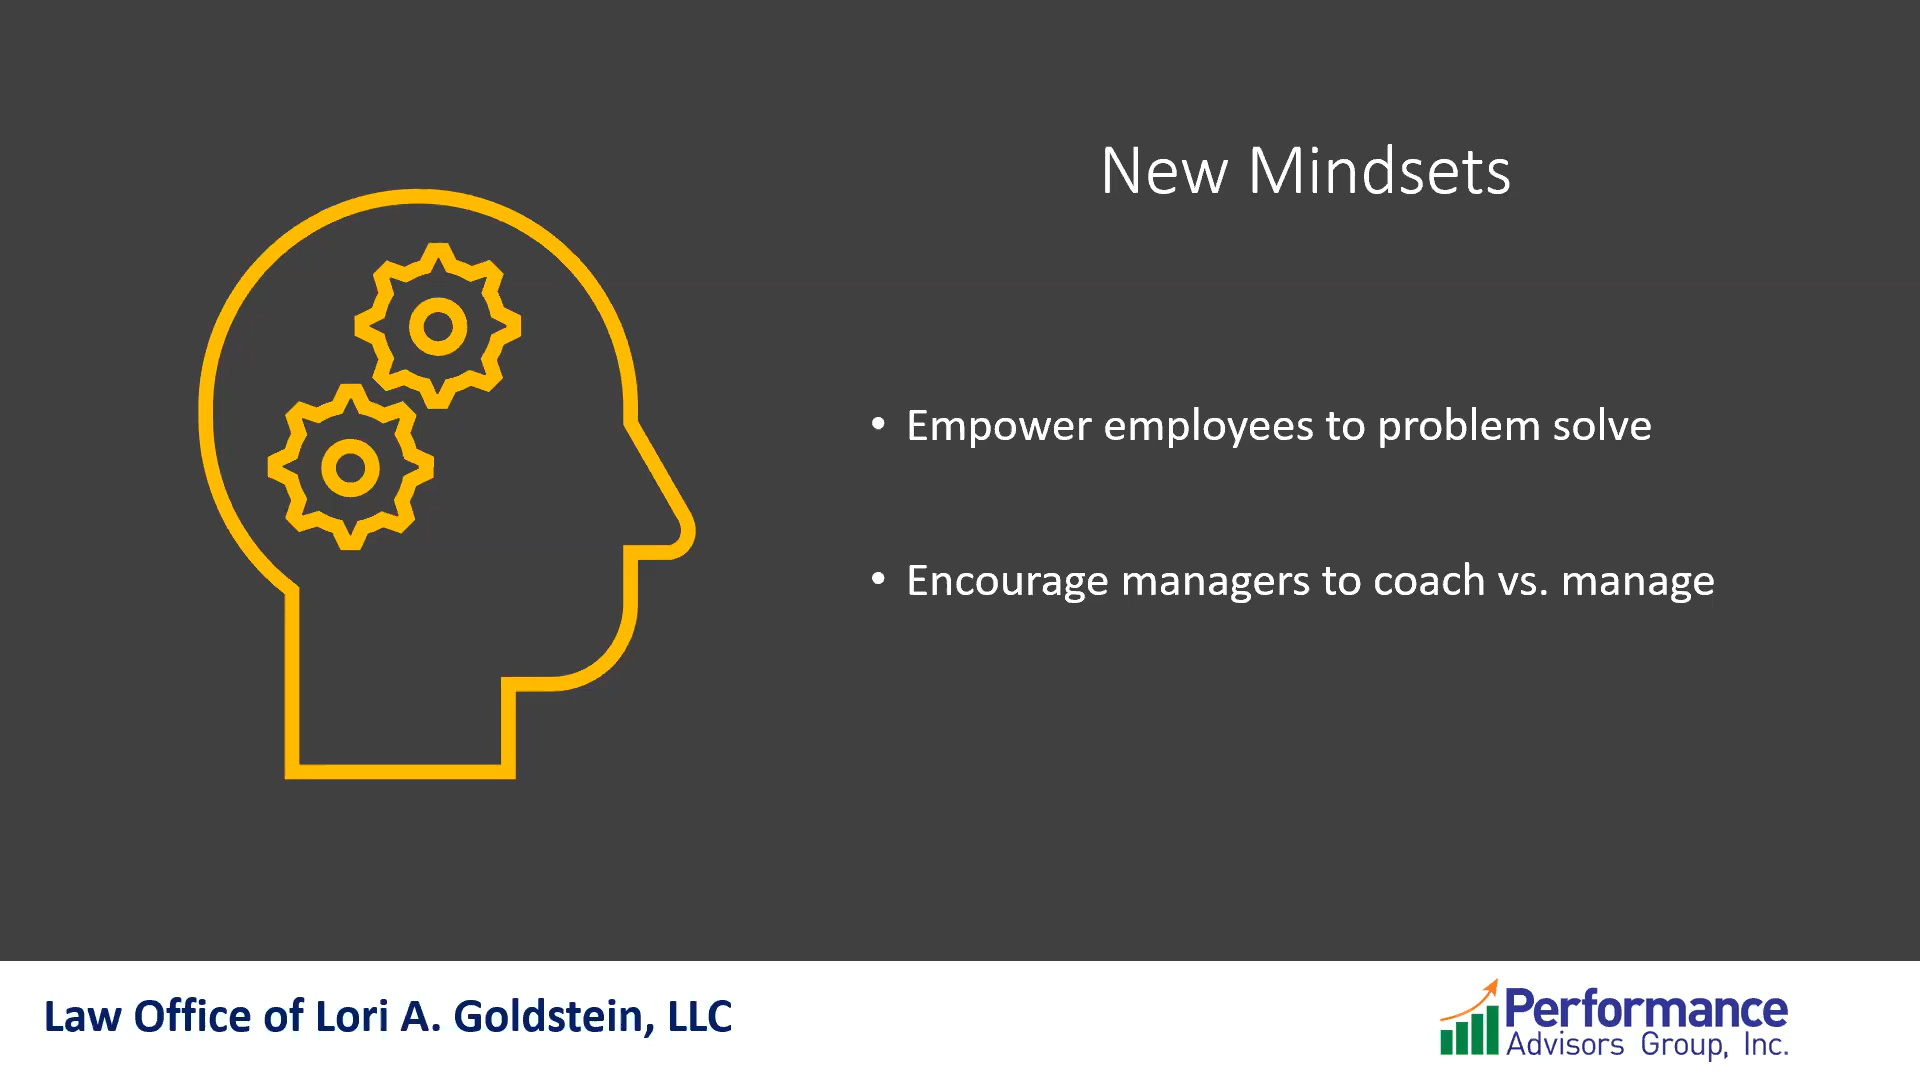 New Mindsets
• Empower employees to problem solve
• Encourage managers to coach vs. manage
Law Office of Lori A. Goldstein, LLC
Performance
Advisors Group, Inc.